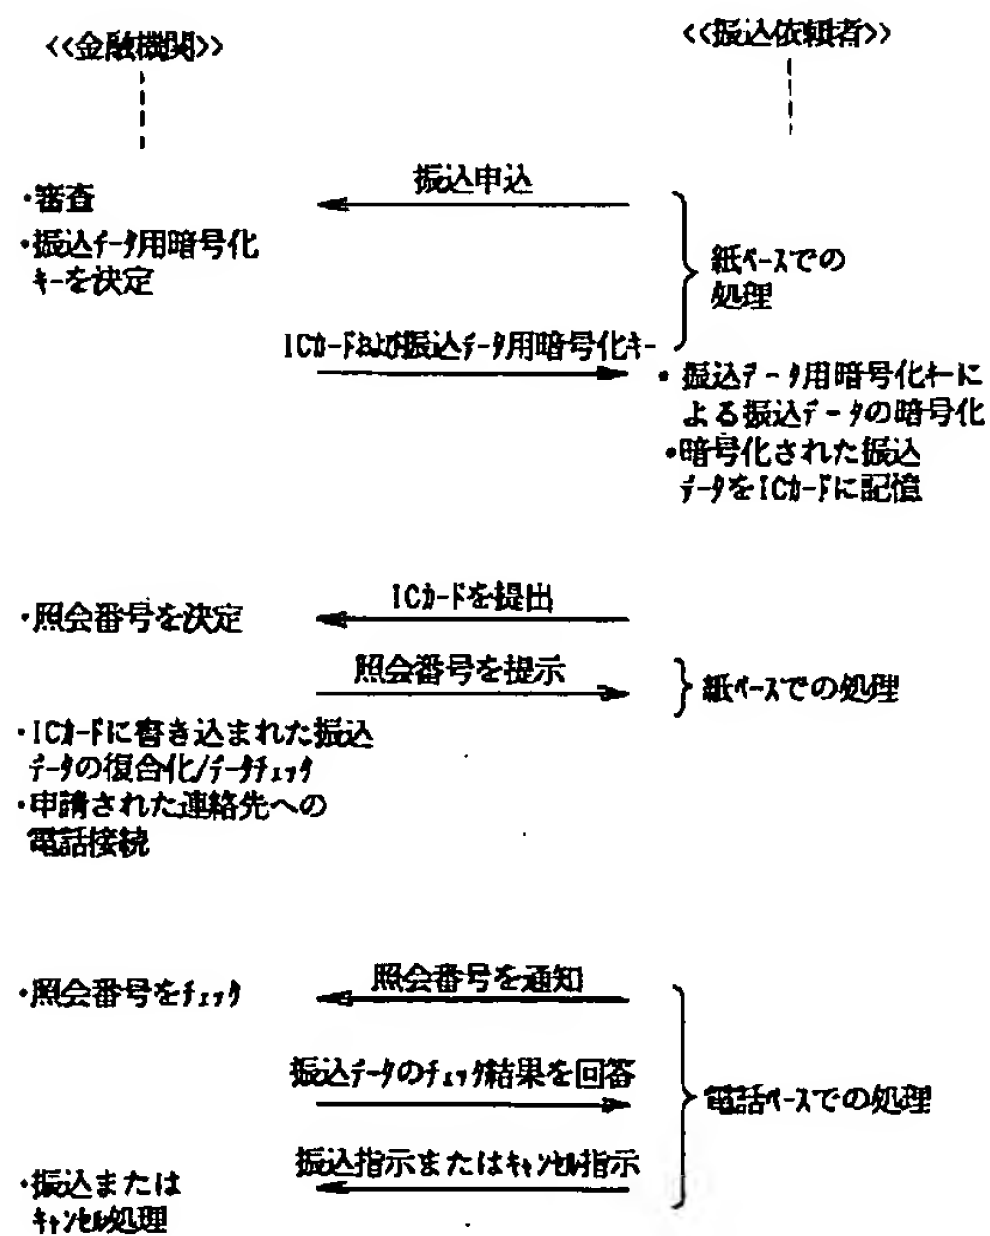 <<金融機関>>
<<振込依頼者>>
振込申込
・審査
・振込ﾃﾞｰﾀ用暗号化
ｷｰを決定
紙ﾍﾞｰｽでの
処理
ICｶｰﾄﾞおよび振込ﾃﾞｰﾀ用暗号化ｷｰ
・振込ﾃﾞｰﾀ用暗号化ｷｰに
よる振込ﾃﾞｰﾀの暗号化
・暗号化された振込
ﾃﾞｰﾀをICｶｰﾄﾞに記憶
ICｶｰﾄﾞを提出
・照会番号を決定
照会番号を提示
紙ﾍﾞｰｽでの処理
・ICｶｰﾄﾞに書き込まれた振込
ﾃﾞｰﾀの復合化/ﾃﾞｰﾀﾁｪｯｸ
・申請された連絡先への
電話接続
照会番号を通知
・照会番号をﾁｪｯｸ
振込ﾃﾞｰﾀのﾁｪｯｸ結果を回答
電話ﾍﾞｰｽでの処理
振込指示またはｷｬﾝｾﾙ指示
・振込または
ｷｬﾝｾﾙ処理